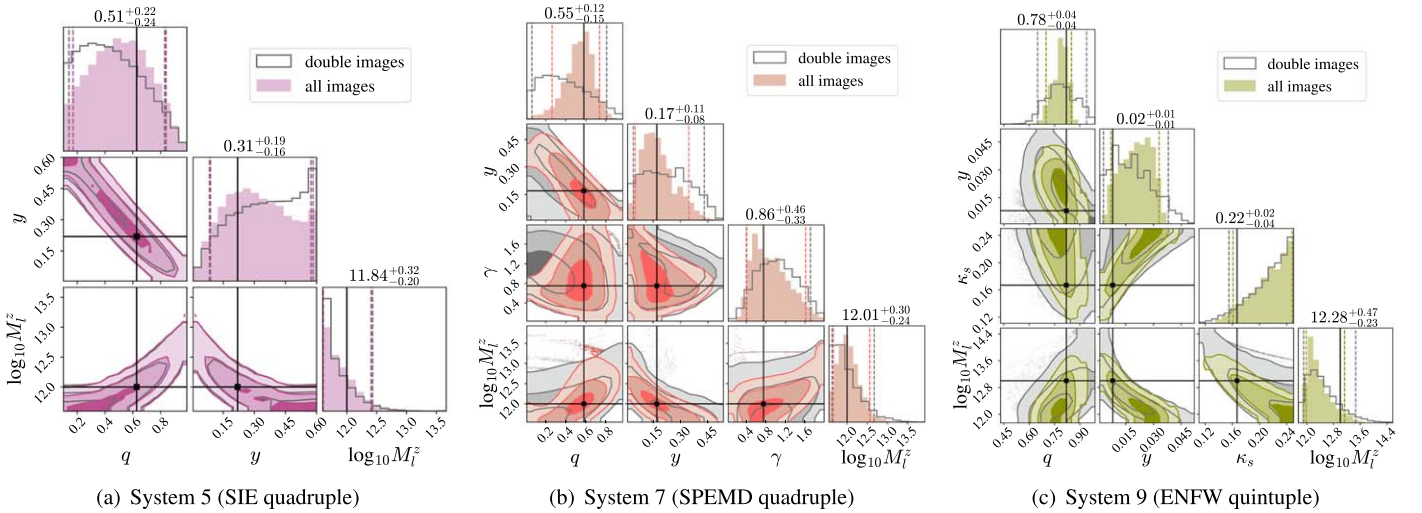 0.51+0.22−0.24
double images
all images
0.31+0.19−0.16
y
0.60
0.45
0.30
0.15
11.84+0.32−0.20
log10 M_l^z
13.5
13.0
12.5
12.0
0.2 0.4 0.6 0.8
q
0.15 0.30 0.45 0.60
y
12.0 12.5 13.0 13.5
log10 M_l^z
(a) System 5 (SIE quadruple)
0.55+0.12−0.15
double images
all images
0.17+0.11−0.08
y
0.45
0.30
0.15
0.86+0.46−0.33
γ
1.6
1.2
0.8
0.4
12.01+0.30−0.24
log10 M_l^z
13.5
13.0
12.5
12.0
0.2 0.4 0.6 0.8
q
0.15 0.30 0.45
y
0.4 0.8 1.2 1.6
γ
12.0 12.5 13.0 13.5
log10 M_l^z
(b) System 7 (SPEMD quadruple)
0.78+0.04−0.04
double images
all images
0.02+0.01−0.01
y
0.045
0.030
0.015
0.22+0.02−0.04
κs
0.24
0.20
0.16
0.12
12.28+0.47−0.23
log10 M_l^z
14.4
13.6
12.8
12.0
0.45 0.60 0.75 0.90
q
0.015 0.030 0.045
y
0.12 0.16 0.20 0.24
κs
12.0 12.8 13.6 14.4
log10 M_l^z
(c) System 9 (ENFW quintuple)